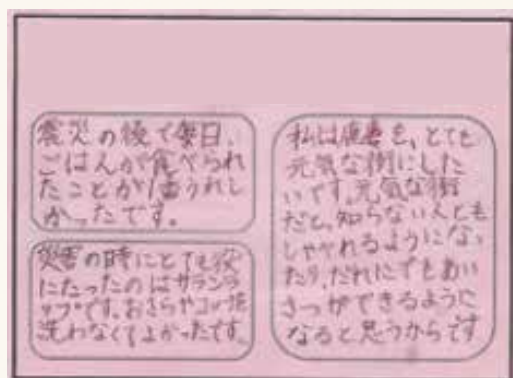 震災の後で毎日、
ごはんが食べられ
たことが1番うれし
かったです。
災害の時にとても役
にたったのはサランラ
ップです。おさらやコップを
洗わなくてよかったです。
私は鹿妻を、とても
元気な街にした
いです。元気な街
だと、知らない人とも
しゃべれるようになっ
たり、だれにでもあい
さつができるように
なると思うからです